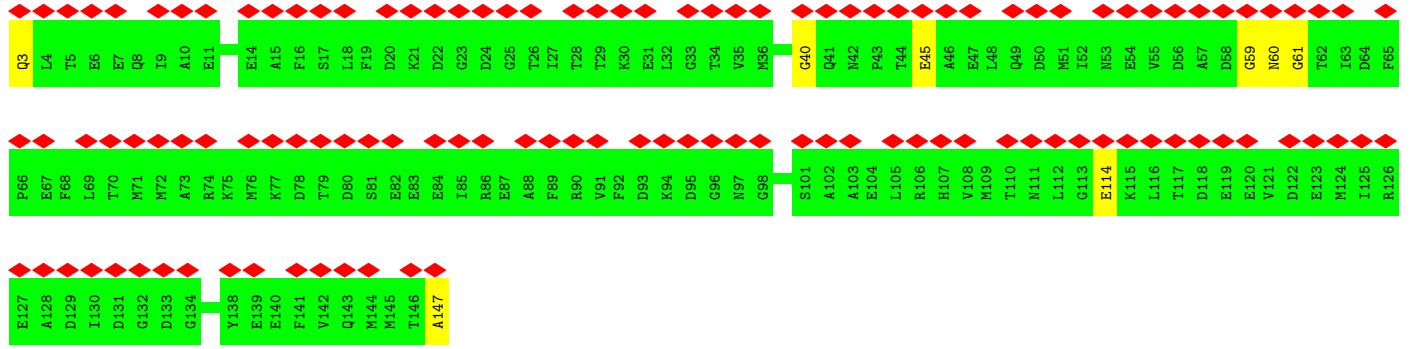 Q3 L4 T5 E6 E7 Q8 I9 A10 E11 E14 A15 F16 S17 L18 F19 D20 K21 D22 G23 D24 G25 T26 I27 T28 T29 K30 E31 L32 G33 T34 V35 M36 G40 Q41 N42 P43 T44 E45 A46 E47 L48 Q49 D50 M51 I52 N53 E54 V55 D56 A57 D58 G59 N60 G61 T62 I63 D64 F65
P66 E67 F68 L69 T70 M71 M72 A73 R74 K75 M76 K77 D78 T79 D80 S81 E82 E83 E84 I85 R86 E87 A88 F89 R90 V91 F92 D93 K94 D95 G96 N97 G98 S101 A102 A103 E104 L105 R106 H107 V108 M109 T110 N111 L112 G113 E114 K115 L116 T117 D118 E119 E120 V121 D122 E123 M124 I125 R126
E127 A128 D129 I130 D131 G132 D133 G134 Y138 E139 E140 F141 V142 Q143 M144 M145 T146 A147